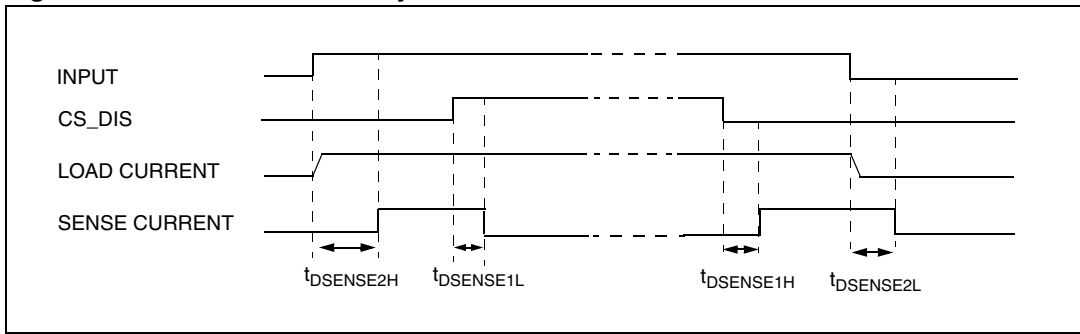 INPUT
CS_DIS
LOAD CURRENT
SENSE CURRENT
tDSENSE2H
tDSENSE1L
tDSENSE1H
tDSENSE2L